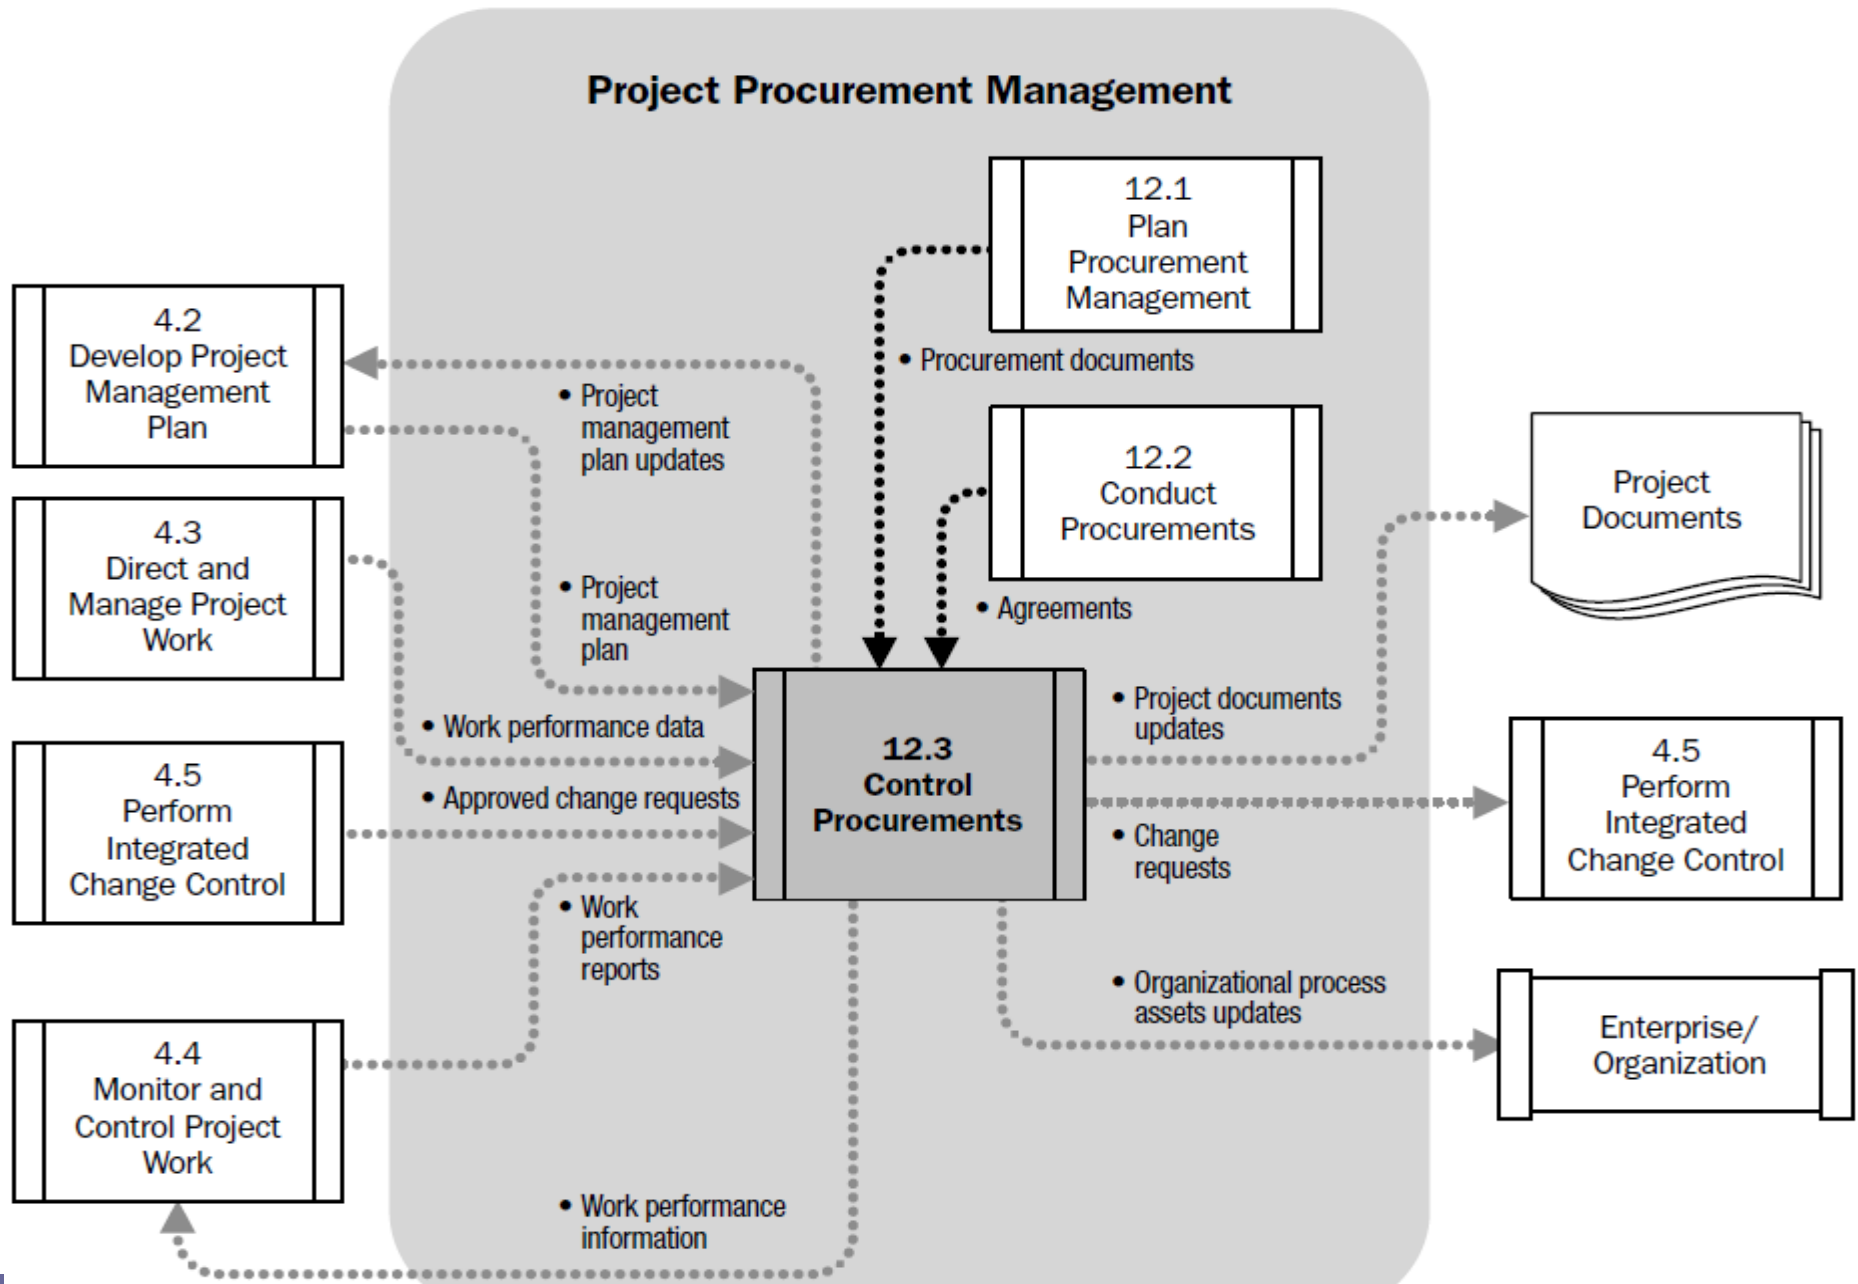 Project Procurement Management
12.1
Plan
Procurement
Management
• Procurement documents
4.2
Develop Project
Management
Plan
• Project
management
plan updates
12.2
Conduct
Procurements
• Agreements
Project
Documents
4.3
Direct and
Manage Project
Work
• Project
management
plan
• Work performance data
• Project documents
updates
12.3
Control
Procurements
4.5
Perform
Integrated
Change Control
• Approved change requests
• Change
requests
4.5
Perform
Integrated
Change Control
• Work
performance
reports
• Organizational process
assets updates
Enterprise/
Organization
4.4
Monitor and
Control Project
Work
• Work performance
information